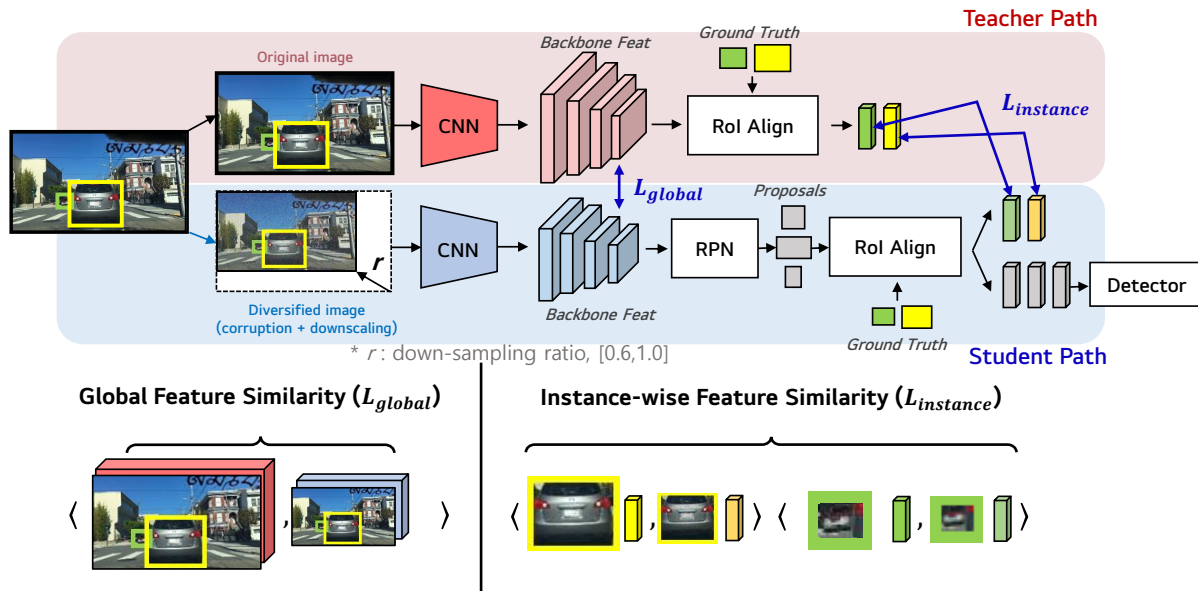 Teacher Path
Original image
Backbone Feat
Ground Truth
CNN
RoI Align
L_instance
L_global
Proposals
CNN
RPN
RoI Align
Detector
r
Diversified image
(corruption + downscaling)
Backbone Feat
Ground Truth
Student Path
* r : down-sampling ratio, [0.6,1.0]
Global Feature Similarity (L_global)
Instance-wise Feature Similarity (L_instance)
⟨ , ⟩
⟨ , ⟩ ⟨ , ⟩